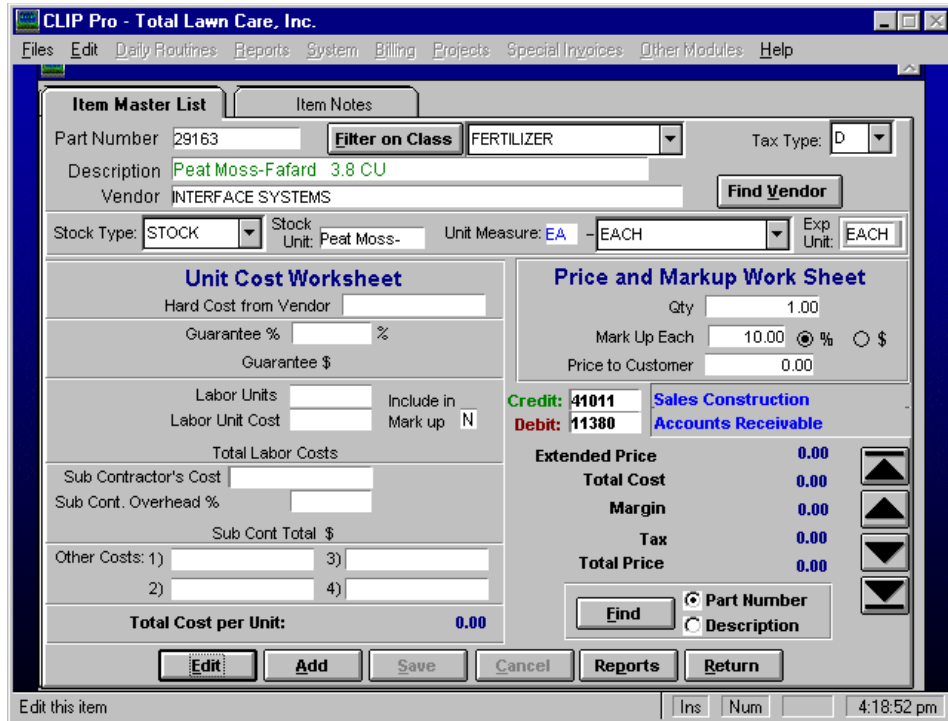 CLIP Pro - Total Lawn Care, Inc.
Files Edit Daily Routines Reports System Billing Projects Special Invoices Other Modules Help
Item Master List Item Notes
Part Number 29163 Filter on Class FERTILIZER Tax Type: D
Description Peat Moss-Fafard 3.8 CU
Vendor INTERFACE SYSTEMS Find Vendor
Stock Type: STOCK Stock Unit: Peat Moss- Unit Measure: EA - EACH Exp Unit: EACH
Unit Cost Worksheet
Hard Cost from Vendor
Guarantee % %
Guarantee $
Labor Units
Labor Unit Cost
Include in
Mark up N
Total Labor Costs
Sub Contractor's Cost
Sub Cont. Overhead %
Sub Cont Total $
Other Costs: 1) 3)
2) 4)
Total Cost per Unit: 0.00
Price and Markup Work Sheet
Qty 1.00
Mark Up Each 10.00 % $
Price to Customer 0.00
Credit: 41011 Sales Construction
Debit: 11380 Accounts Receivable
Extended Price 0.00
Total Cost 0.00
Margin 0.00
Tax 0.00
Total Price 0.00
Find Part Number
Description
Edit Add Save Cancel Reports Return
Edit this item Ins Num 4:18:52 pm